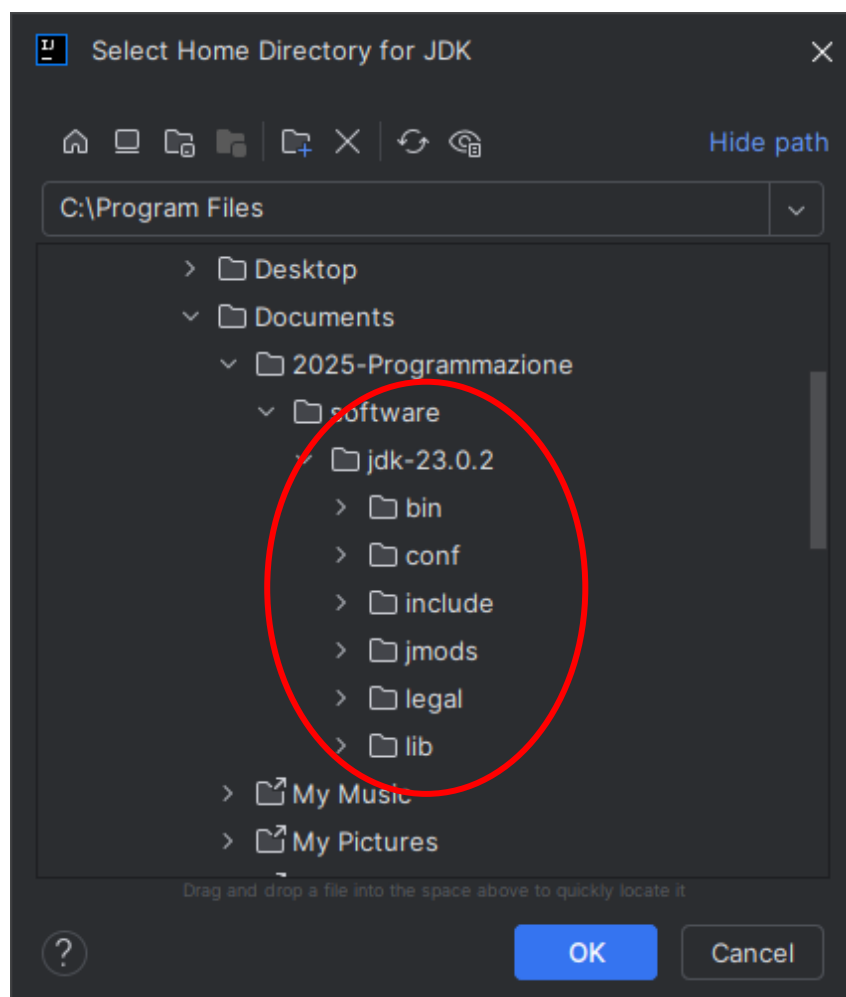 IJ
Select Home Directory for JDK
Hide path
C:\Program Files
Desktop
Documents
2025-Programmazione
software
jdk-23.0.2
bin
conf
include
jmods
legal
lib
My Music
My Pictures
Drag and drop a file into the space above to quickly locate it
?
OK
Cancel